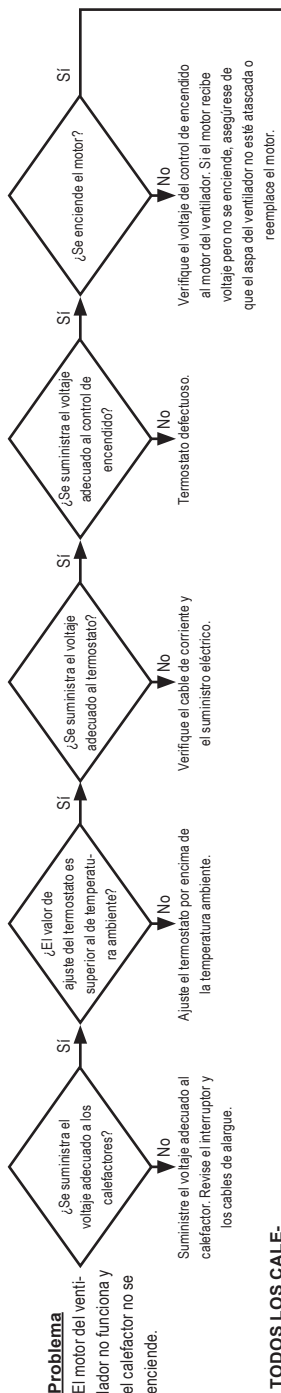 Problema
El motor del venti-
lador no funciona y
el calefactor no se
enciende.
¿Se suministra el
voltaje adecuado a los
calefactores?
Sí
No
Suministre el voltaje adecuado al
calefactor. Revise el interruptor y
los cables de alargue.
¿El valor de
ajuste del termostato es
superior al de temperatu-
ra ambiente?
Sí
No
Ajuste el termostato por encima de
la temperatura ambiente.
¿Se suministra el voltaje
adecuado al termostato?
Sí
No
Verifique el cable de corriente y
el suministro eléctrico.
¿Se suministra el voltaje
adecuado al control de
encendido?
Sí
No
Termostato defectuoso.
¿Se enciende el motor?
Sí
No
Verifique el voltaje del control de encendido
al motor del ventilador. Si el motor recibe
voltaje pero no se enciende, asegúrese de
que el aspa del ventilador no esté atascada o
reemplace el motor.
TODOS LOS CALE-